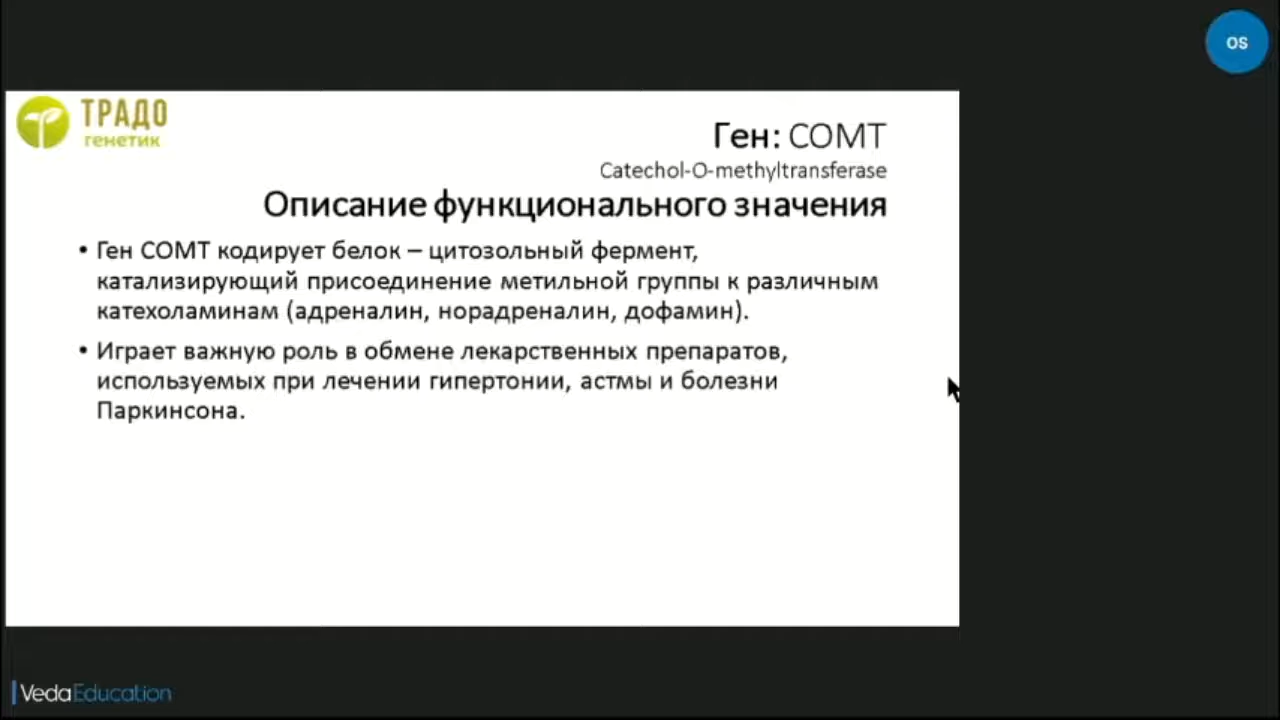 OS
ТРАДО
генетик
Ген: COMT
Catechol-O-methyltransferase
Описание функционального значения
• Ген COMT кодирует белок – цитозольный фермент,
катализирующий присоединение метильной группы к различным
катехоламинам (адреналин, норадреналин, дофамин).
• Играет важную роль в обмене лекарственных препаратов,
используемых при лечении гипертонии, астмы и болезни
Паркинсона.
VedaEducation